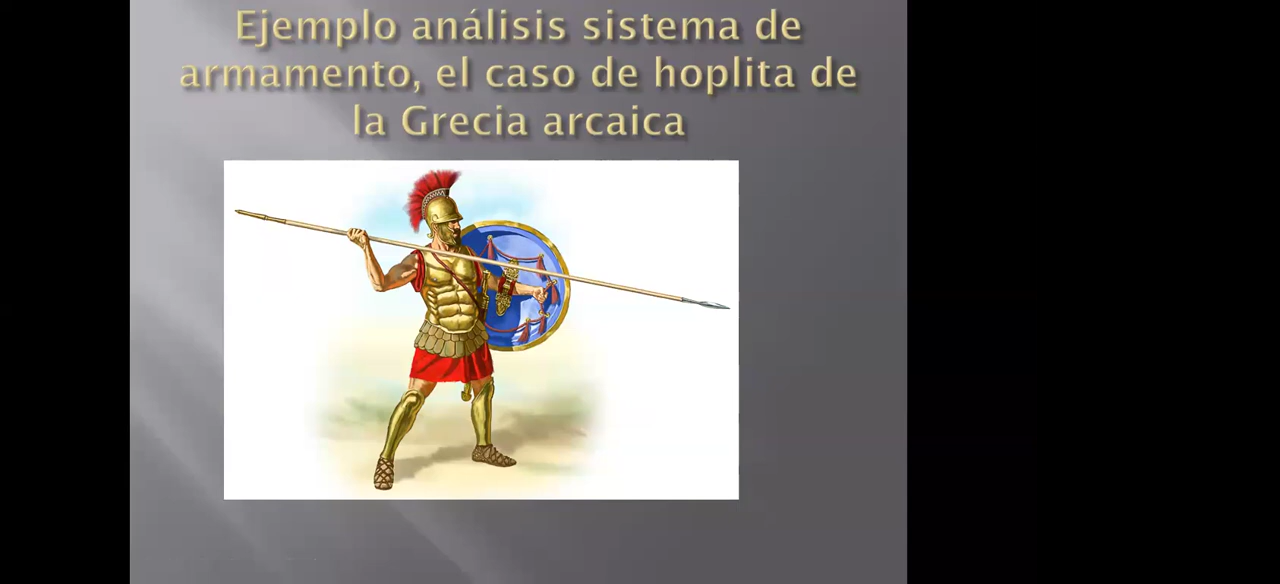 Ejemplo análisis sistema de
armamento, el caso de hoplita de
la Grecia arcaica